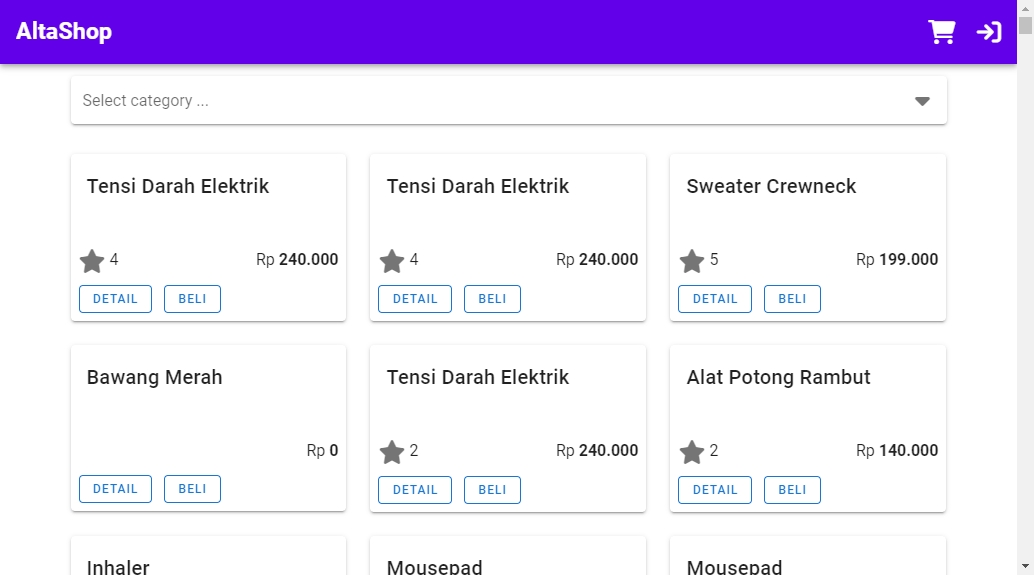 AltaShop
Select category ...
Tensi Darah Elektrik
4 Rp 240.000
DETAIL BELI
Tensi Darah Elektrik
4 Rp 240.000
DETAIL BELI
Sweater Crewneck
5 Rp 199.000
DETAIL BELI
Bawang Merah
Rp 0
DETAIL BELI
Tensi Darah Elektrik
2 Rp 240.000
DETAIL BELI
Alat Potong Rambut
2 Rp 140.000
DETAIL BELI
Inhaler
Mousepad
Mousepad